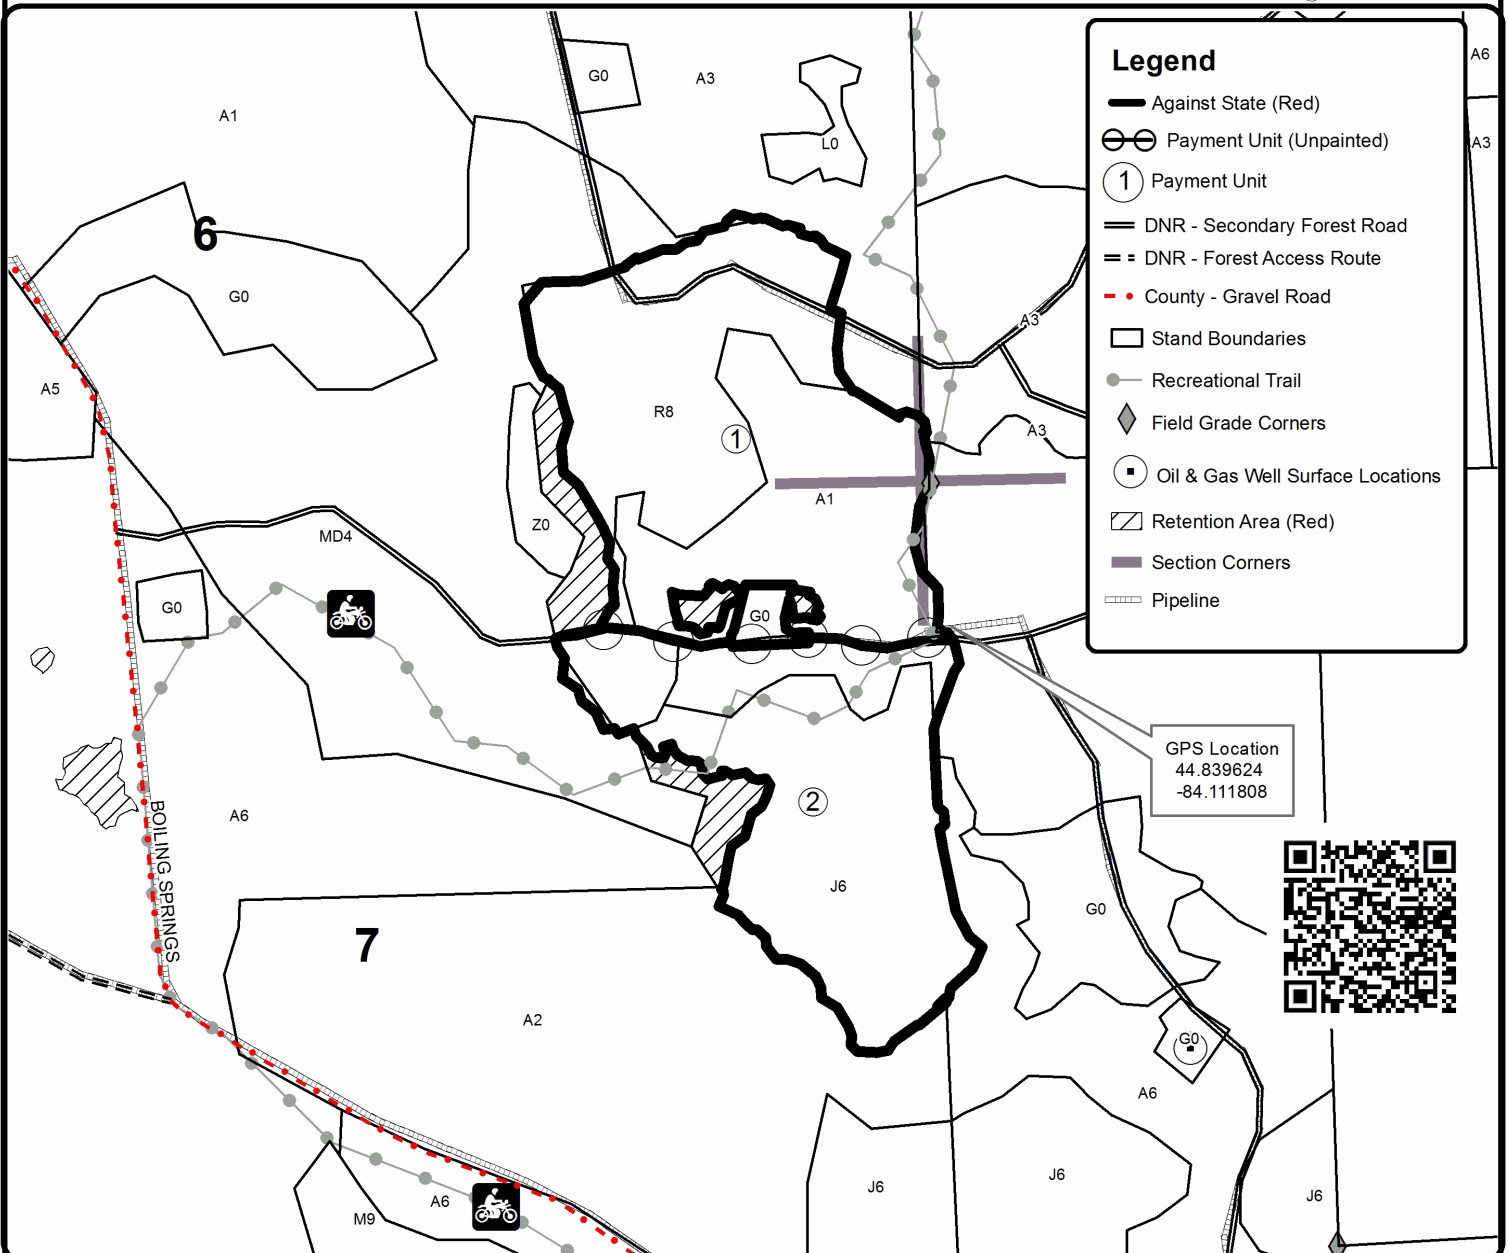 G0
A3
A1
L0
6
G0
A5
R8
1
A3
A3
A1
Z0
MD4
G0
G0
A6
2
J6
BOILING SPRINGS
7
A2
G0
G0
A6
J6
J6
J6
A6
M9
A6
A3
Legend
Against State (Red)
Payment Unit (Unpainted)
1 Payment Unit
DNR - Secondary Forest Road
DNR - Forest Access Route
County - Gravel Road
Stand Boundaries
Recreational Trail
Field Grade Corners
Oil & Gas Well Surface Locations
Retention Area (Red)
Section Corners
Pipeline
GPS Location
44.839624
-84.111808